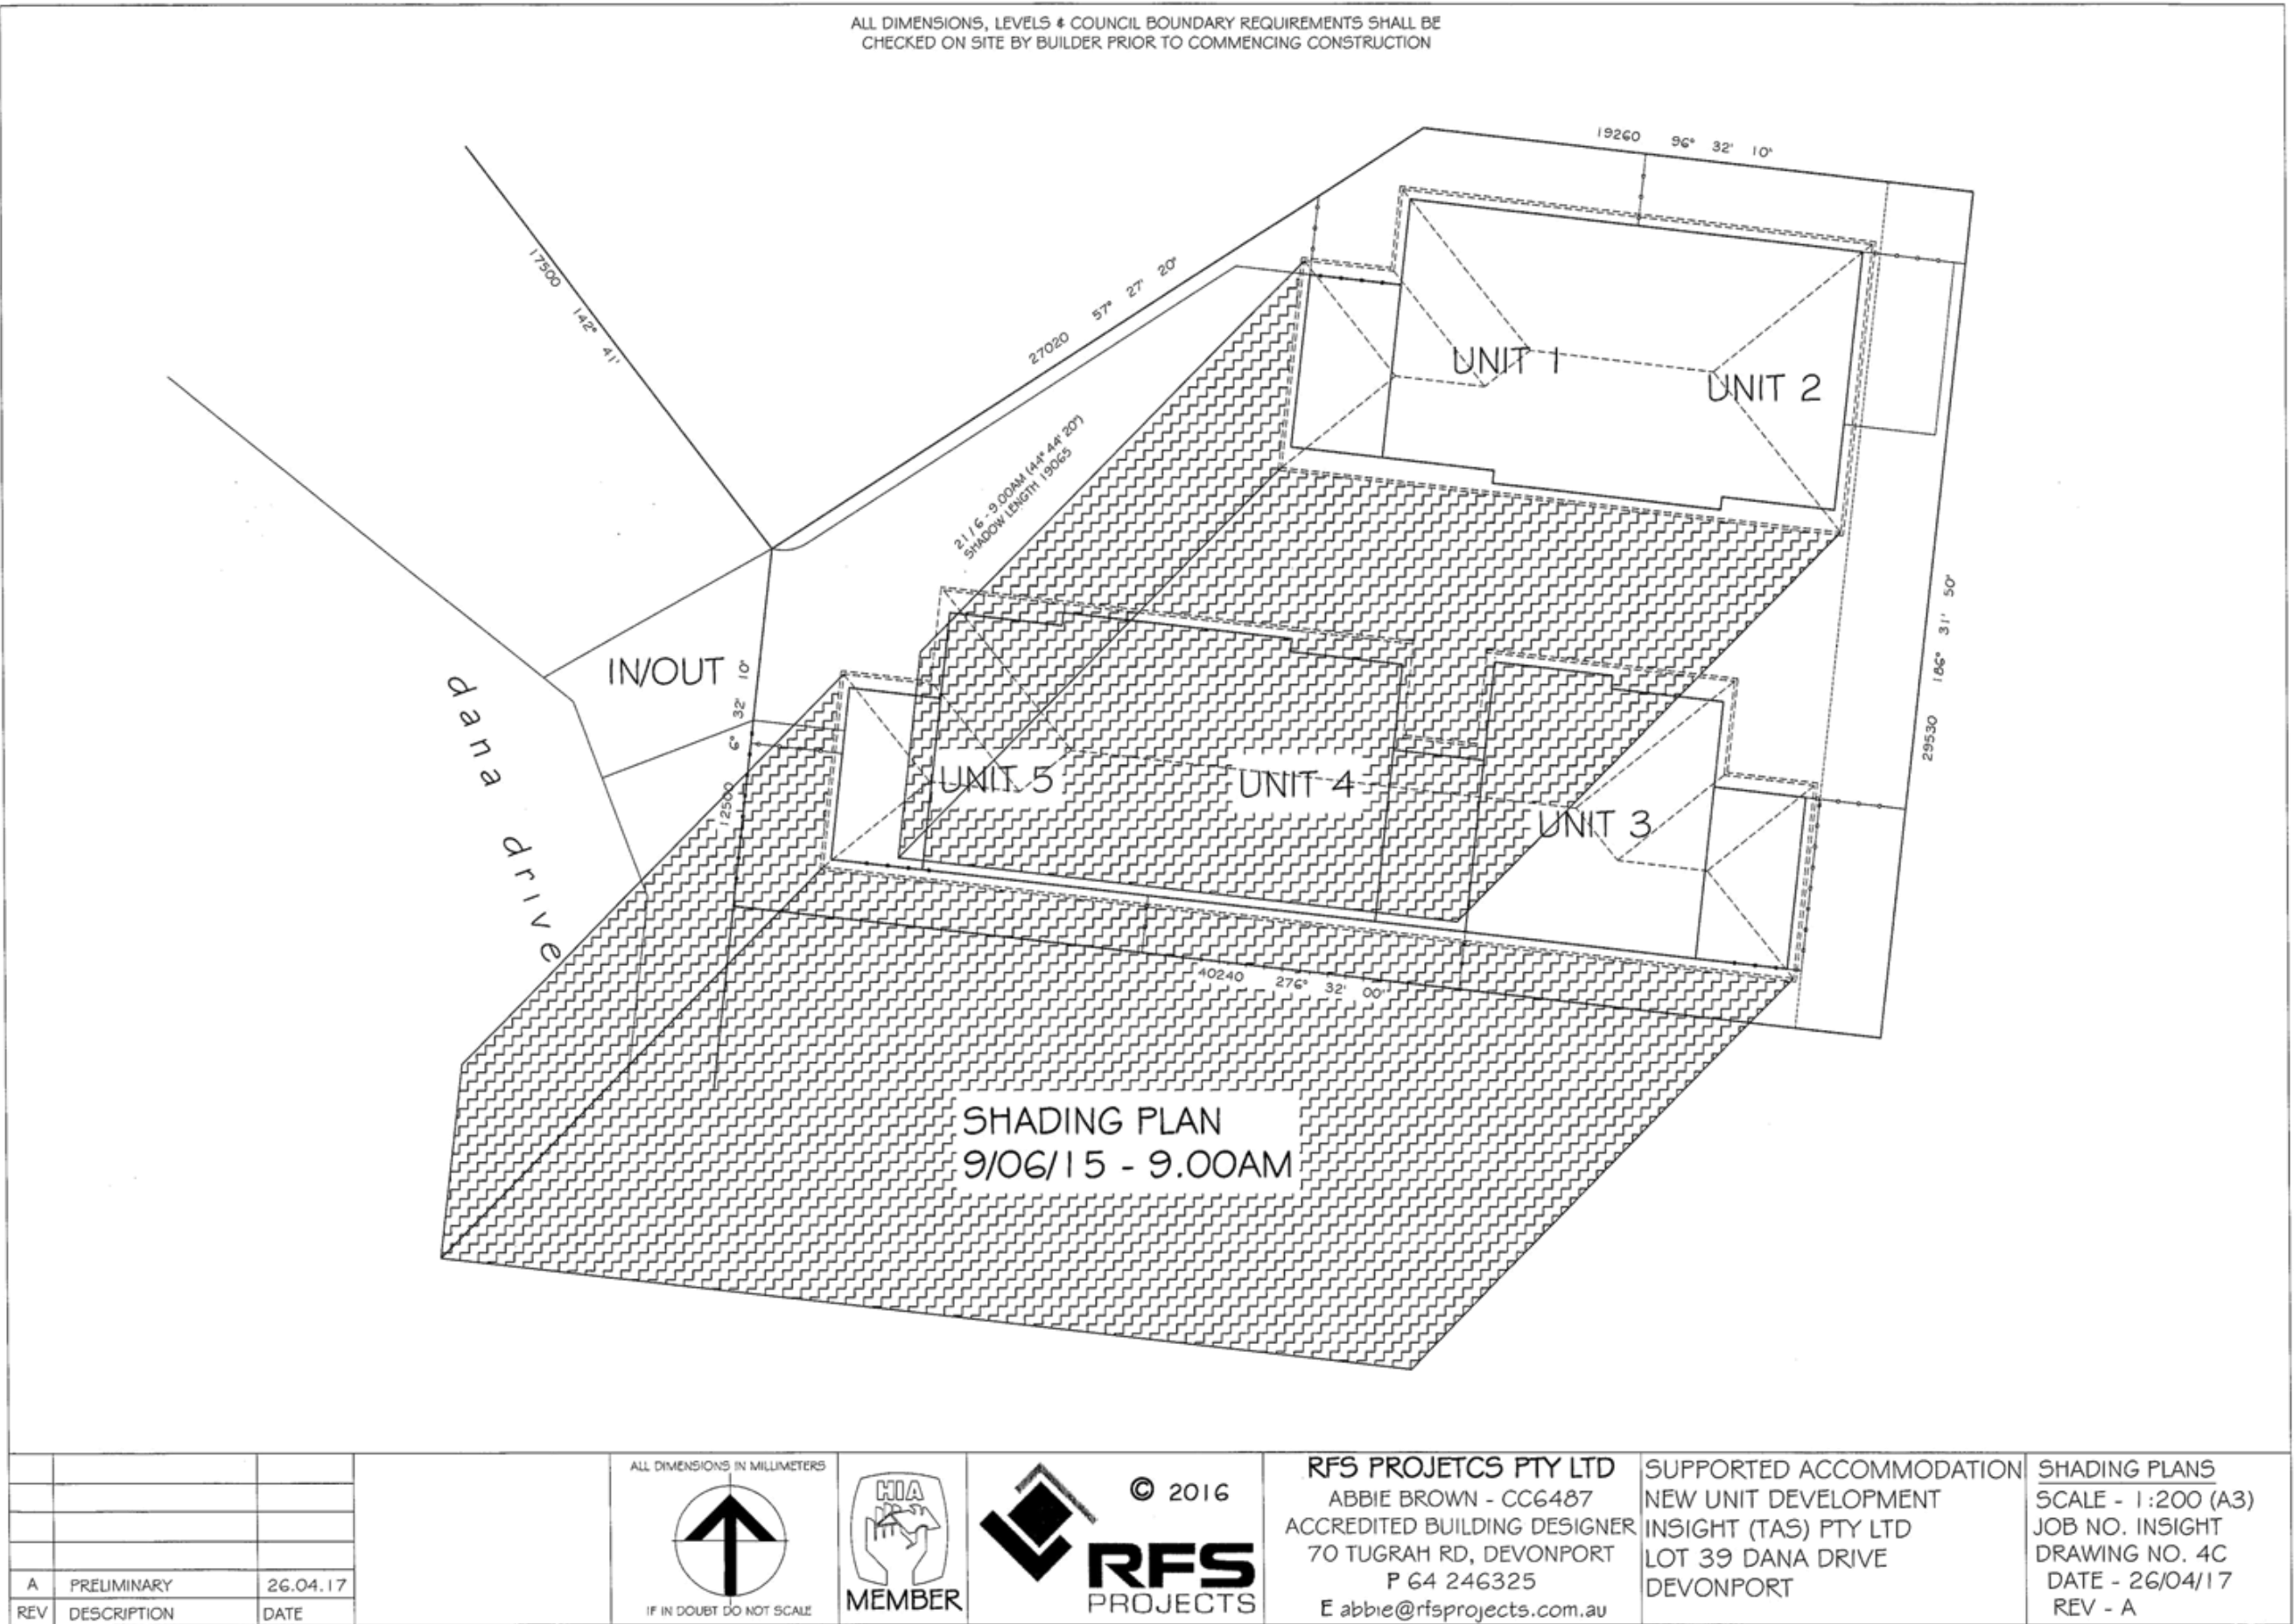 ALL DIMENSIONS, LEVELS & COUNCIL BOUNDARY REQUIREMENTS SHALL BE
CHECKED ON SITE BY BUILDER PRIOR TO COMMENCING CONSTRUCTION
19260 96° 32' 10"
17500 142° 41'
27020 57° 27' 20"
UNIT 1
UNIT 2
21/6 - 9.00AM (44° 44' 20")
SHADOW LENGTH 19065
29530 186° 31' 50"
IN/OUT
12500 6° 32' 10"
dana drive
UNIT 5
UNIT 4
UNIT 3
40240 276° 32' 00"
SHADING PLAN
9/06/15 - 9.00AM
A PRELIMINARY 26.04.17
REV DESCRIPTION DATE
ALL DIMENSIONS IN MILLIMETERS
IF IN DOUBT DO NOT SCALE
HIA
MEMBER
© 2016
RFS
PROJECTS
RFS PROJETCS PTY LTD
ABBIE BROWN - CC6487
ACCREDITED BUILDING DESIGNER
70 TUGRAH RD, DEVONPORT
P 64 246325
E abbie@rfsprojects.com.au
SUPPORTED ACCOMMODATION
NEW UNIT DEVELOPMENT
INSIGHT (TAS) PTY LTD
LOT 39 DANA DRIVE
DEVONPORT
SHADING PLANS
SCALE - 1:200 (A3)
JOB NO. INSIGHT
DRAWING NO. 4C
DATE - 26/04/17
REV - A